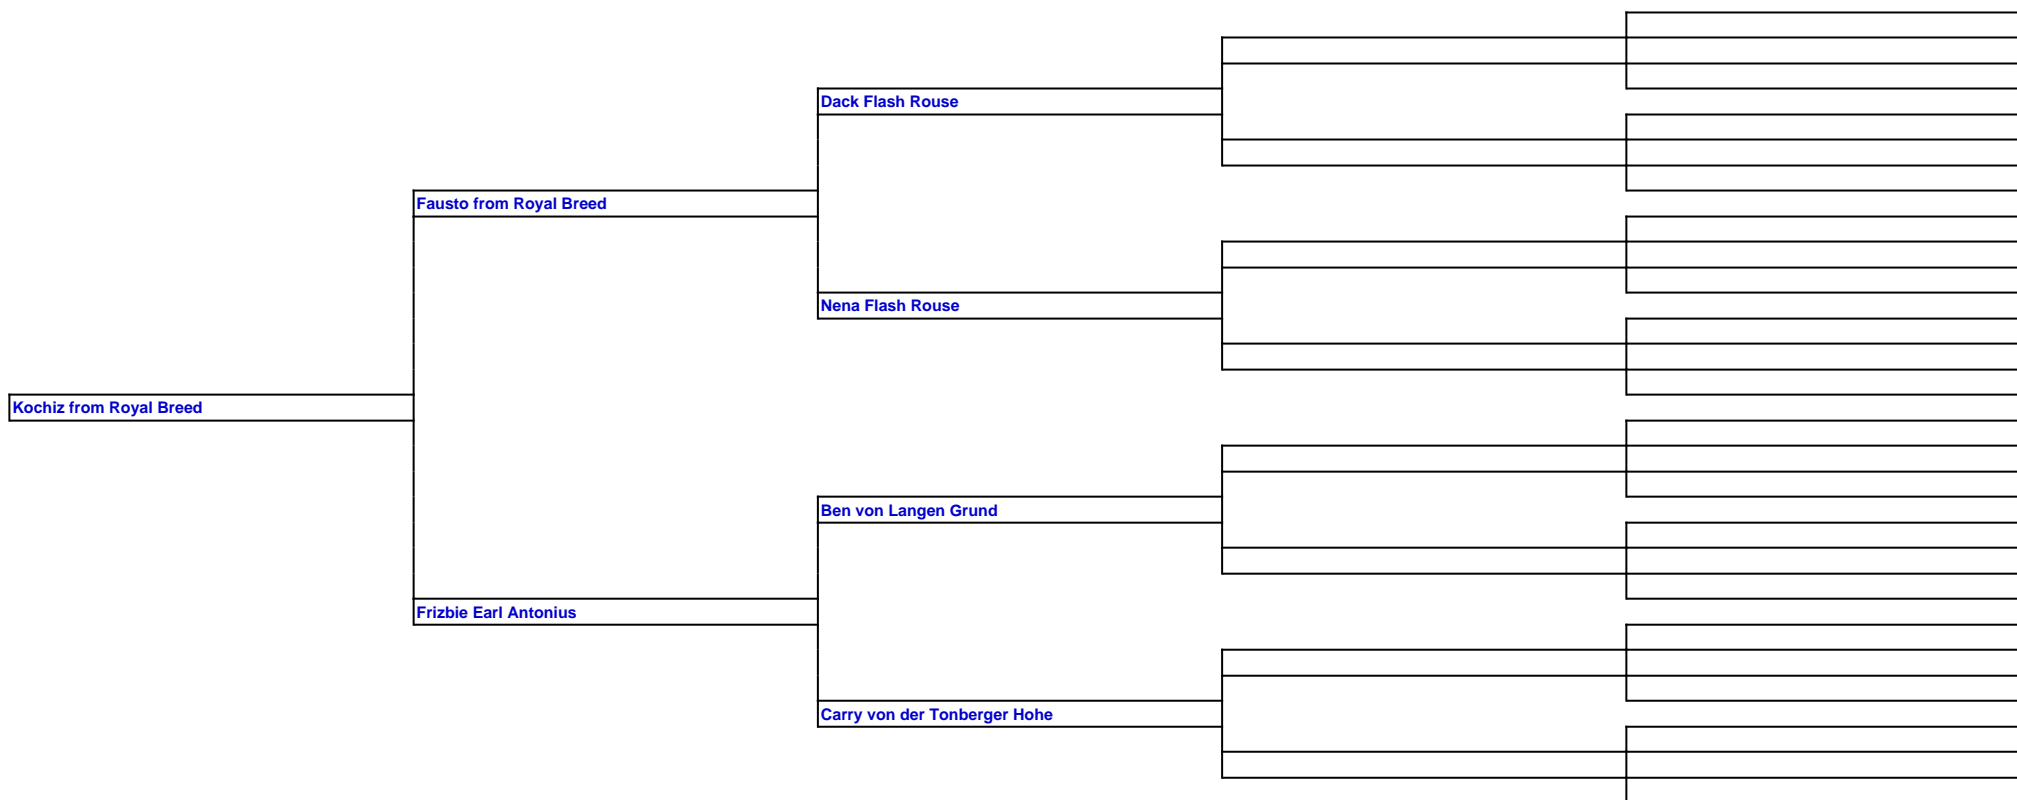 Dack Flash Rouse
Fausto from Royal Breed
Nena Flash Rouse
Kochiz from Royal Breed
Ben von Langen Grund
Frizbie Earl Antonius
Carry von der Tonberger Hohe